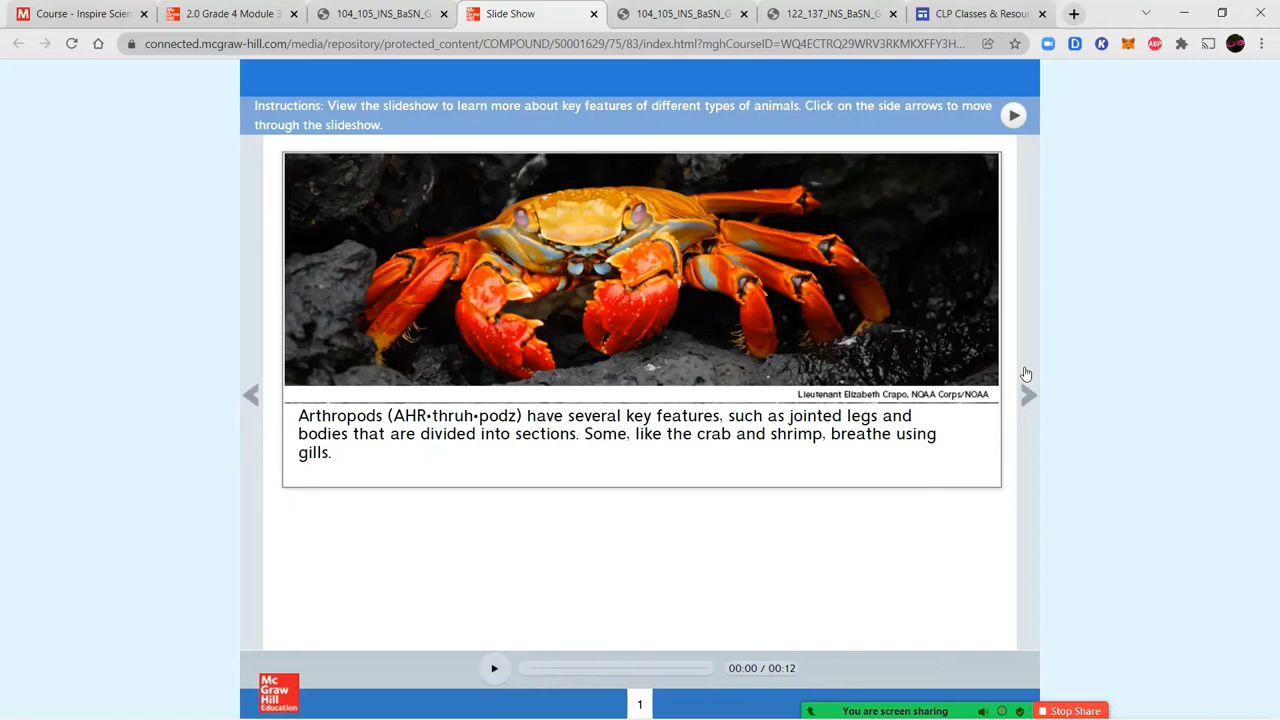 Course - Inspire Scien
2.0 Grade 4 Module 3
104_105_INS_BaSN_G
Slide Show
104_105_INS_BaSN_G
122_137_INS_BaSN_G
CLP Classes & Resou
connected.mcgraw-hill.com/media/repository/protected_content/COMPOUND/50001629/75/83/index.html?mghCourseID=WQ4ECTRQ29WRV3RKMKXFFY3H...
ABP
Instructions: View the slideshow to learn more about key features of different types of animals. Click on the side arrows to move
through the slideshow.
Lieutenant Elizabeth Crapo, NOAA Corps/NOAA
Arthropods (AHR•thruh•podz) have several key features, such as jointed legs and
bodies that are divided into sections. Some, like the crab and shrimp, breathe using
gills.
00:00 / 00:12
Mc
Graw
Hill
Education
1
You are screen sharing
Stop Share